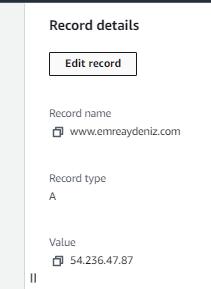 Record details
Edit record
Record name
www.emreaydeniz.com
Record type
A
Value
54.236.47.87